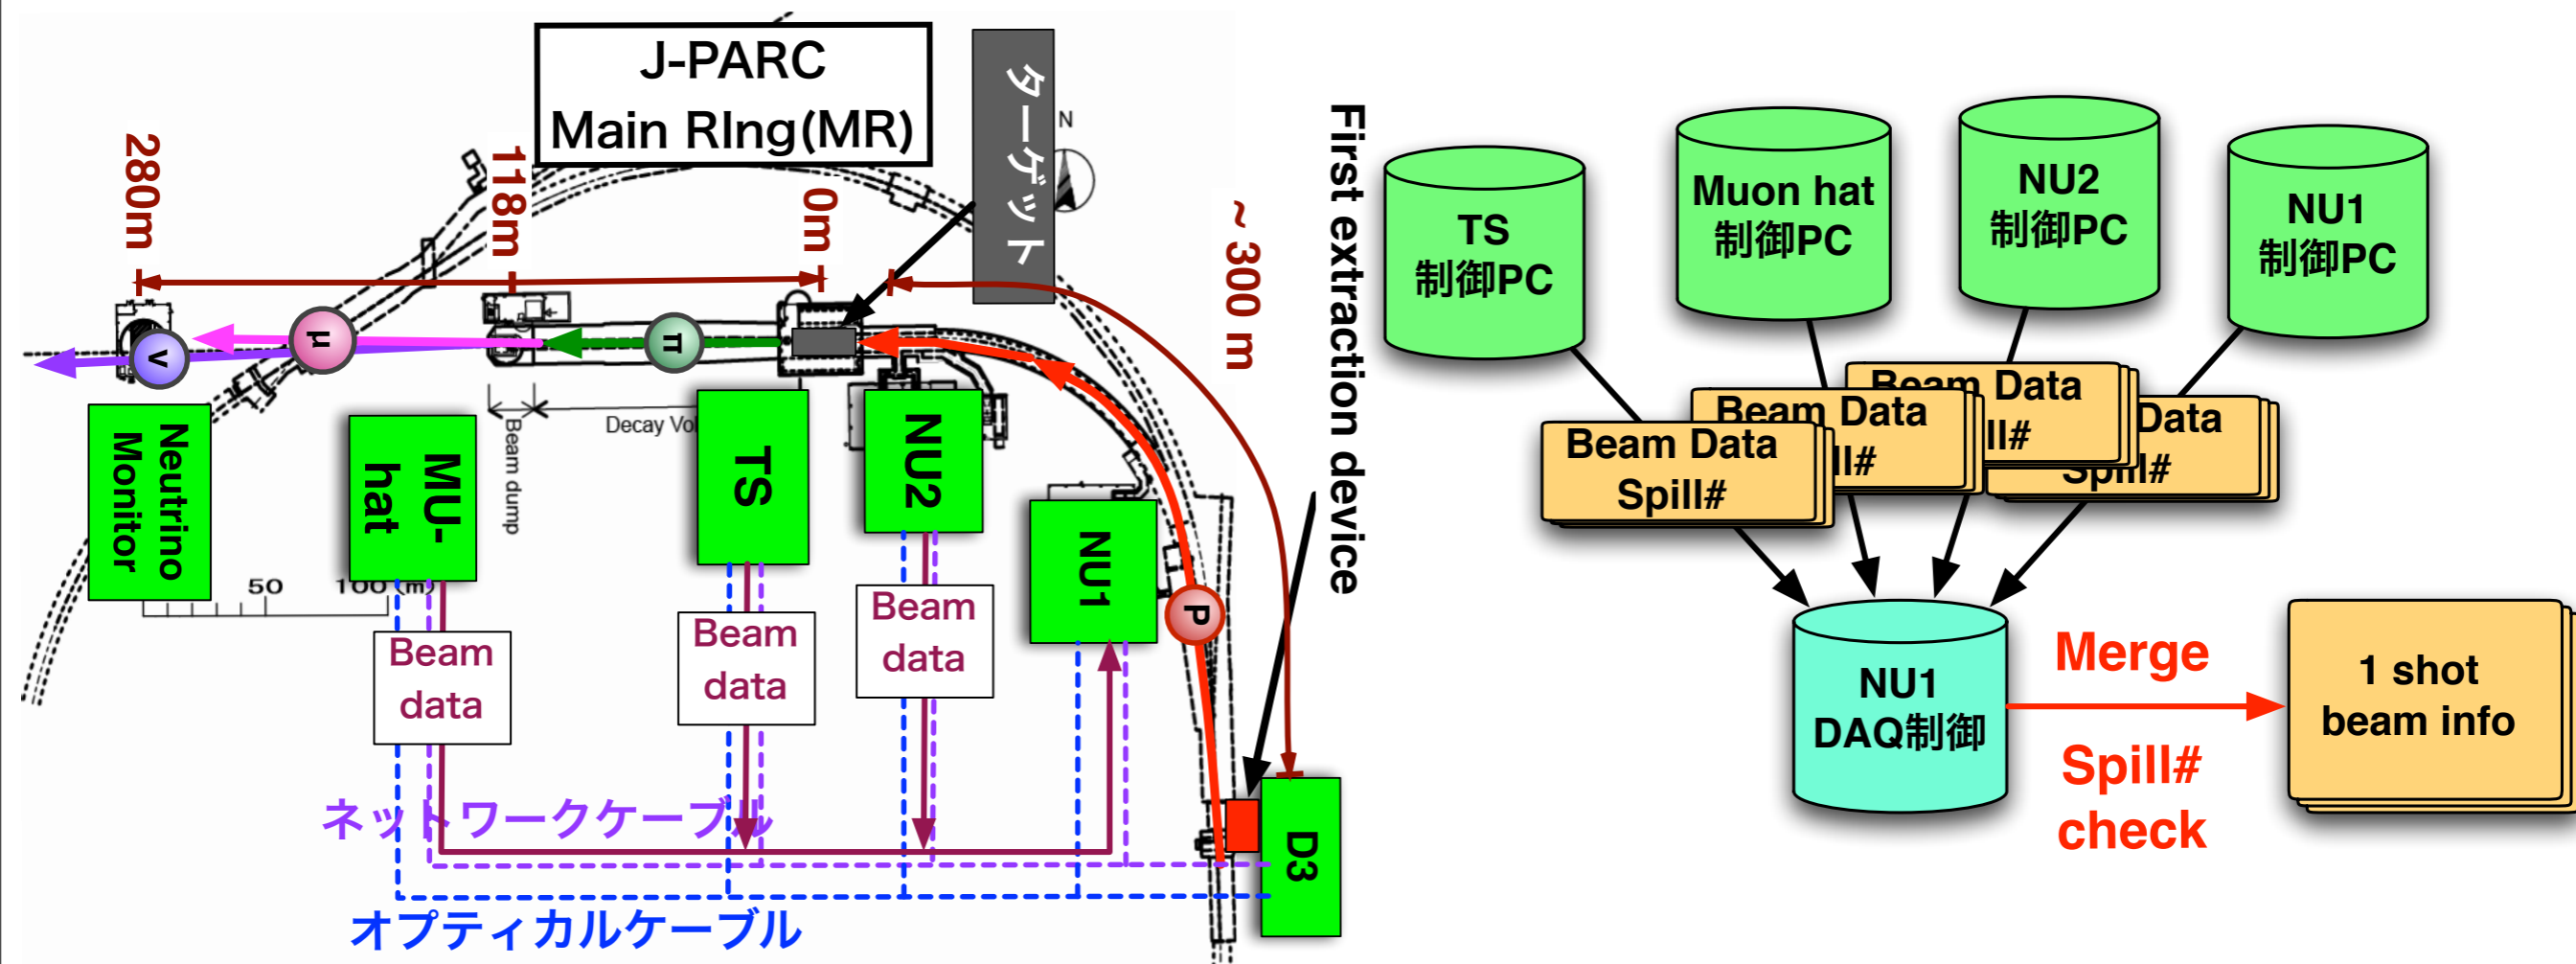 J-PARC
Main RIng(MR)
ターゲット
N
First extraction device
280m
118m
0m
~ 300 m
ν
μ
π
P
Beam dump
Decay Vol
Neutrino
Monitor
MU-
hat
TS
NU2
NU1
D3
50
100 (m)
Beam
data
Beam
data
Beam
data
ネットワークケーブル
オプティカルケーブル
TS
制御PC
Muon hat
制御PC
NU2
制御PC
NU1
制御PC
Beam Data
Spill#
Beam Data
ll#
Beam Data
ll#
Data
Spill#
NU1
DAQ制御
Merge
Spill#
check
1 shot
beam info